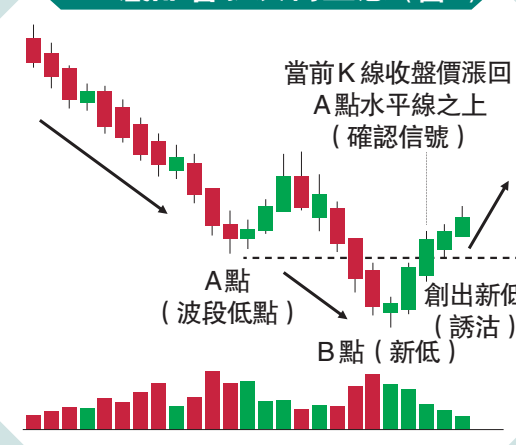 當前K線收盤價漲回
A點水平線之上
（確認信號）
A點
（波段低點）
創出新低
（誘沽）
B點（新低）